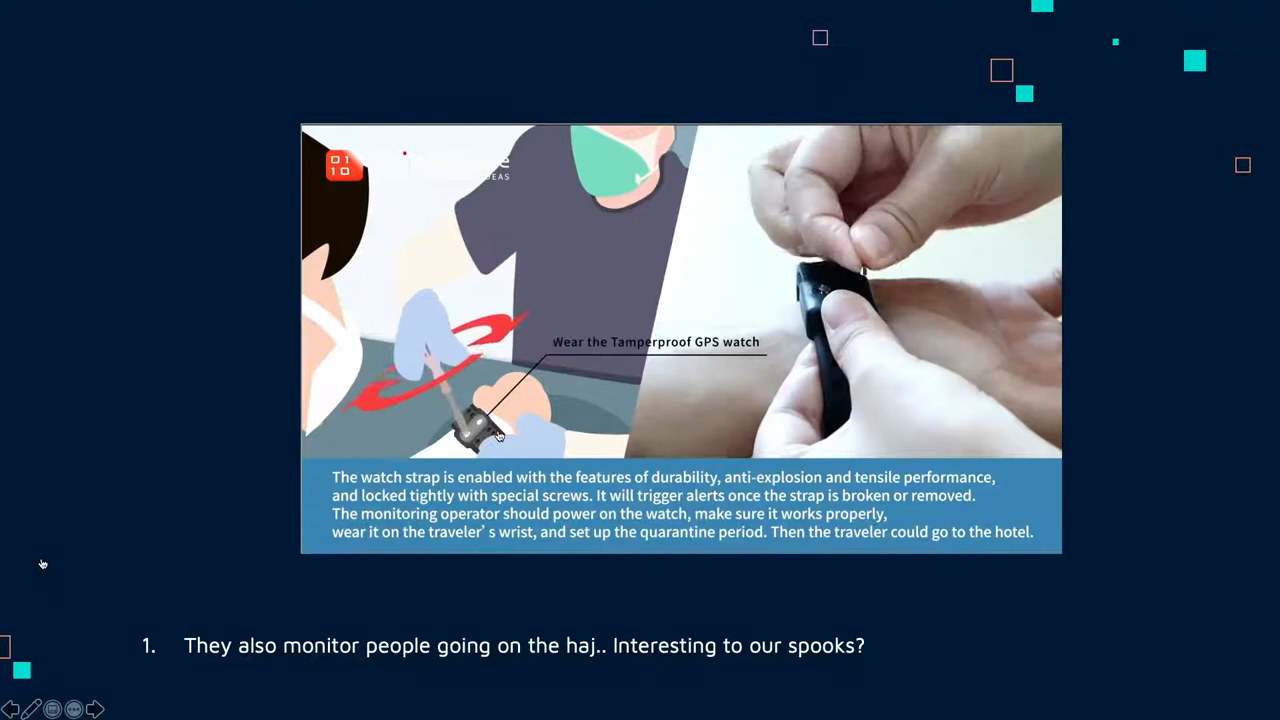 01
10
EAS
Wear the Tamperproof GPS watch
The watch strap is enabled with the features of durability, anti-explosion and tensile performance,
and locked tightly with special screws. It will trigger alerts once the strap is broken or removed.
The monitoring operator should power on the watch, make sure it works properly,
wear it on the traveler's wrist, and set up the quarantine period. Then the traveler could go to the hotel.
1. They also monitor people going on the haj.. Interesting to our spooks?